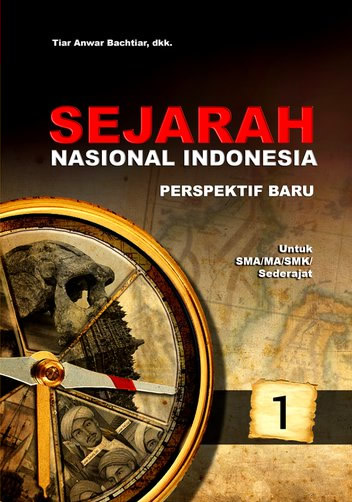 Tiar Anwar Bachtiar, dkk.
SEJARAH
NASIONAL INDONESIA
PERSPEKTIF BARU
Untuk
SMA/MA/SMK/
Sederajat
1